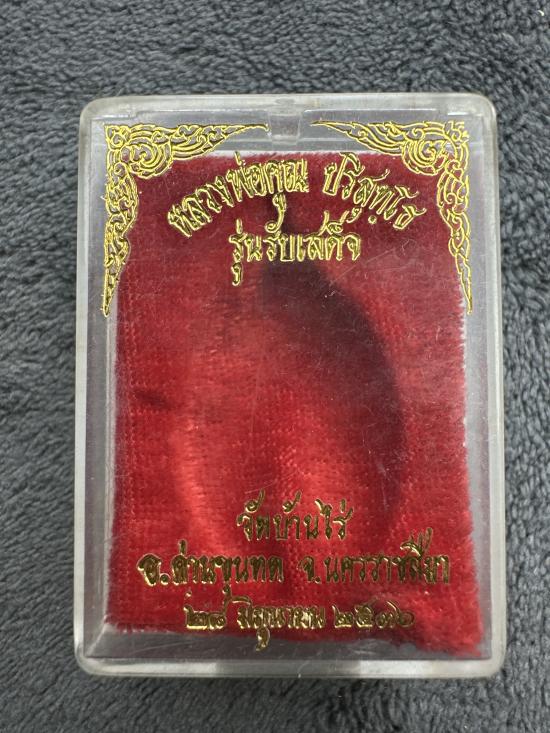 หลวงพ่อคูณ ปริสุทฺโธ
รุ่นรับเสด็จ
วัดบ้านไร่
อ.ด่านขุนทด จ.นครราชสีมา
๒๘ มิถุนายน ๒๕๓๖